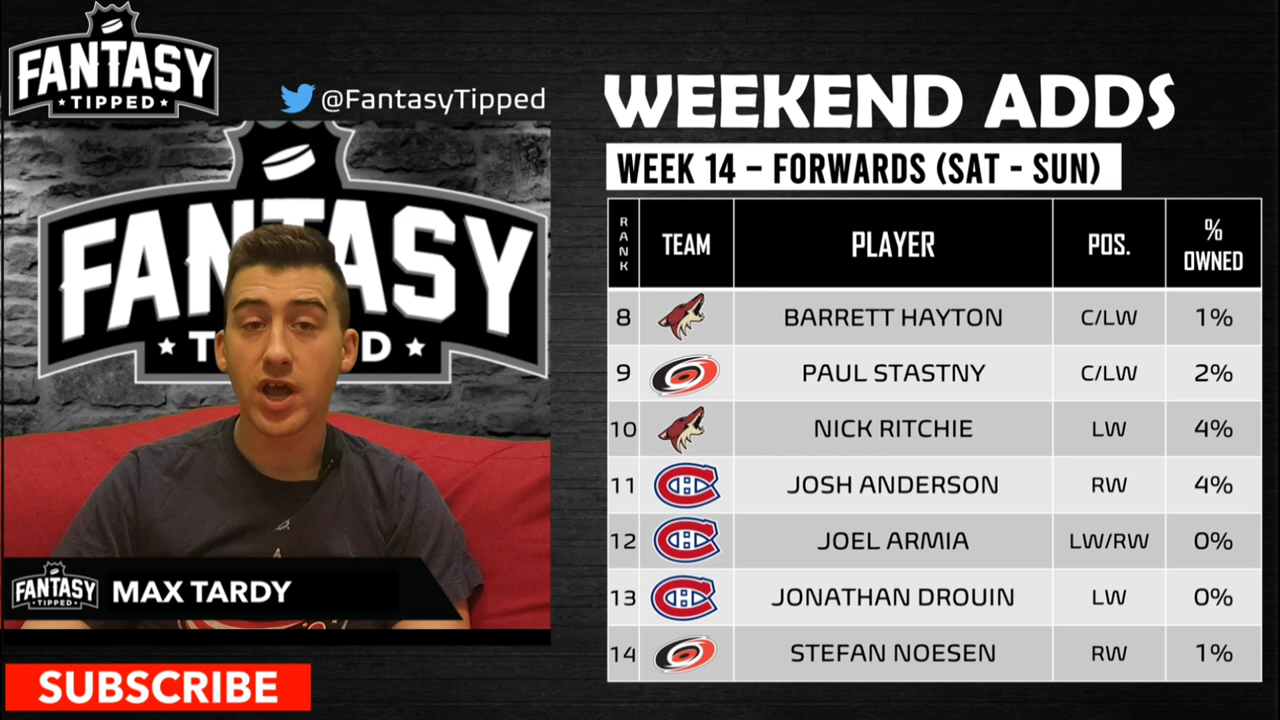 FANTASY
★ TIPPED ★
@FantasyTipped
WEEKEND ADDS
WEEK 14 – FORWARDS (SAT - SUN)
RANK TEAM PLAYER POS. % OWNED
8 BARRETT HAYTON C/LW 1%
9 PAUL STASTNY C/LW 2%
10 NICK RITCHIE LW 4%
11 JOSH ANDERSON RW 4%
12 JOEL ARMIA LW/RW 0%
13 JONATHAN DROUIN LW 0%
14 STEFAN NOESEN RW 1%
FANTASY
★ T D ★
FANTASY
TIPPED
MAX TARDY
SUBSCRIBE